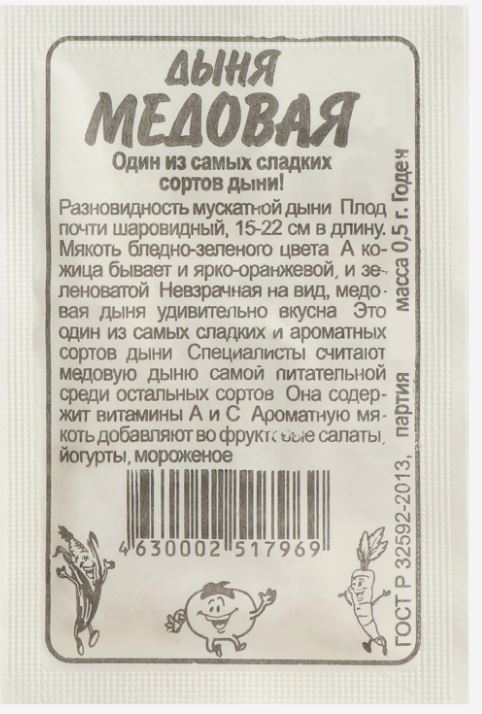 ДЫНЯ
МЕДОВАЯ
Один из самых сладких
сортов дыни!
Разновидность мускатной дыни Плод
почти шаровидный, 15-22 см в длину.
Мякоть бледно-зеленого цвета А ко-
жица бывает и ярко-оранжевой, и зе-
леноватой Невзрачная на вид, медо-
вая дыня удивительно вкусна Это
один из самых сладких и ароматных
сортов дыни Специалисты считают
медовую дыню самой питательной
среди остальных сортов Она содер-
жит витамины А и С Ароматную мя-
коть добавляют во фруктовые салаты,
йогурты, мороженое
4 630002 517969
ГОСТ Р 32592-2013, партия масса 0,5 г. Годен